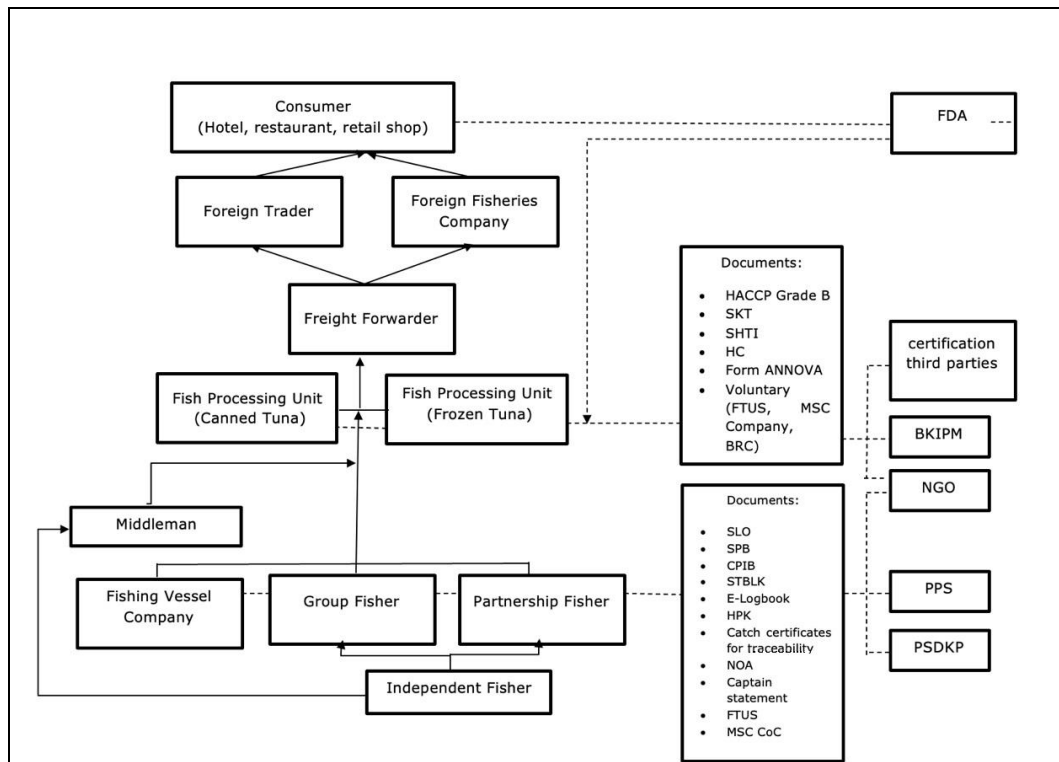 Consumer
(Hotel, restaurant, retail shop)
FDA
Foreign Trader
Foreign Fisheries
Company
Freight Forwarder
Documents:
• HACCP Grade B
• SKT
• SHTI
• HC
• Form ANNOVA
• Voluntary
(FTUS, MSC
Company,
BRC)
certification
third parties
Fish Processing Unit
(Canned Tuna)
Fish Processing Unit
(Frozen Tuna)
BKIPM
NGO
Middleman
Documents:
• SLO
• SPB
• CPIB
• STBLK
• E-Logbook
• HPK
• Catch certificates
for traceability
• NOA
• Captain
statement
• FTUS
• MSC CoC
Fishing Vessel
Company
Group Fisher
Partnership Fisher
PPS
PSDKP
Independent Fisher